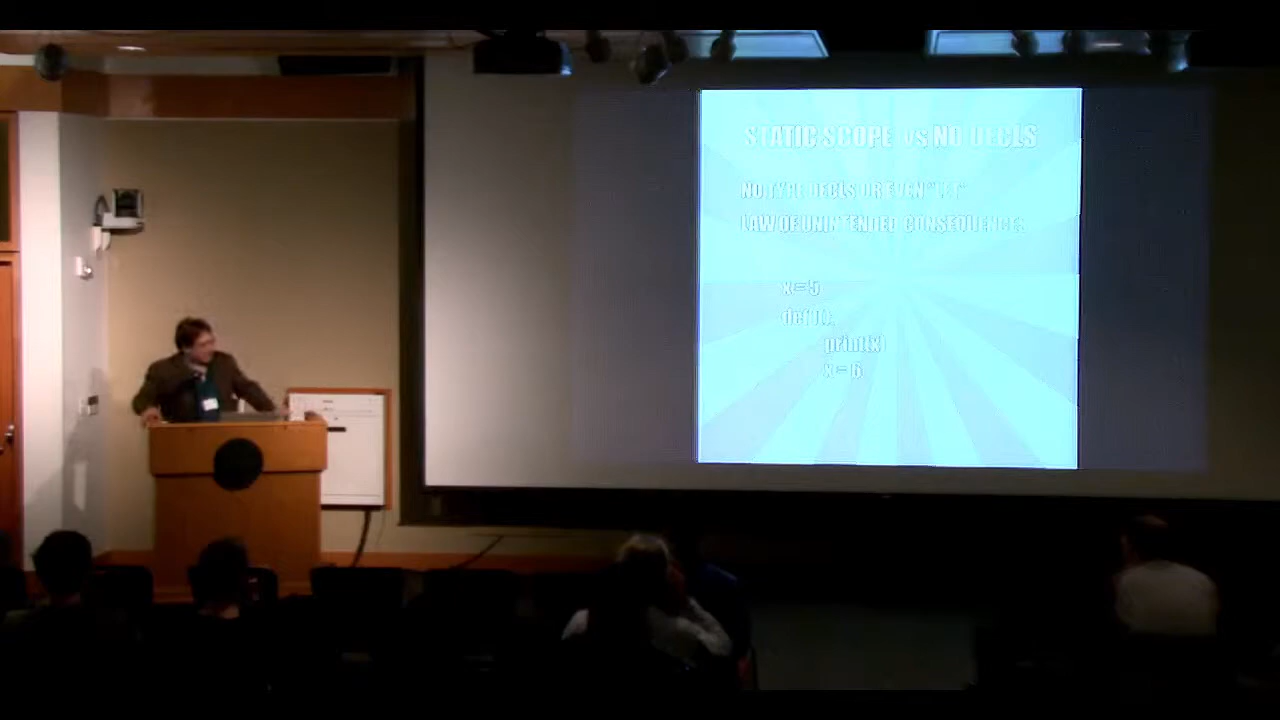 STATIC SCOPE VS NO DECLS
NO TYPE DECLS OR EVEN "LET"
LAW OF UNINTENDED CONSEQUENCES
x = 5
def f():
print(x)
x = 6